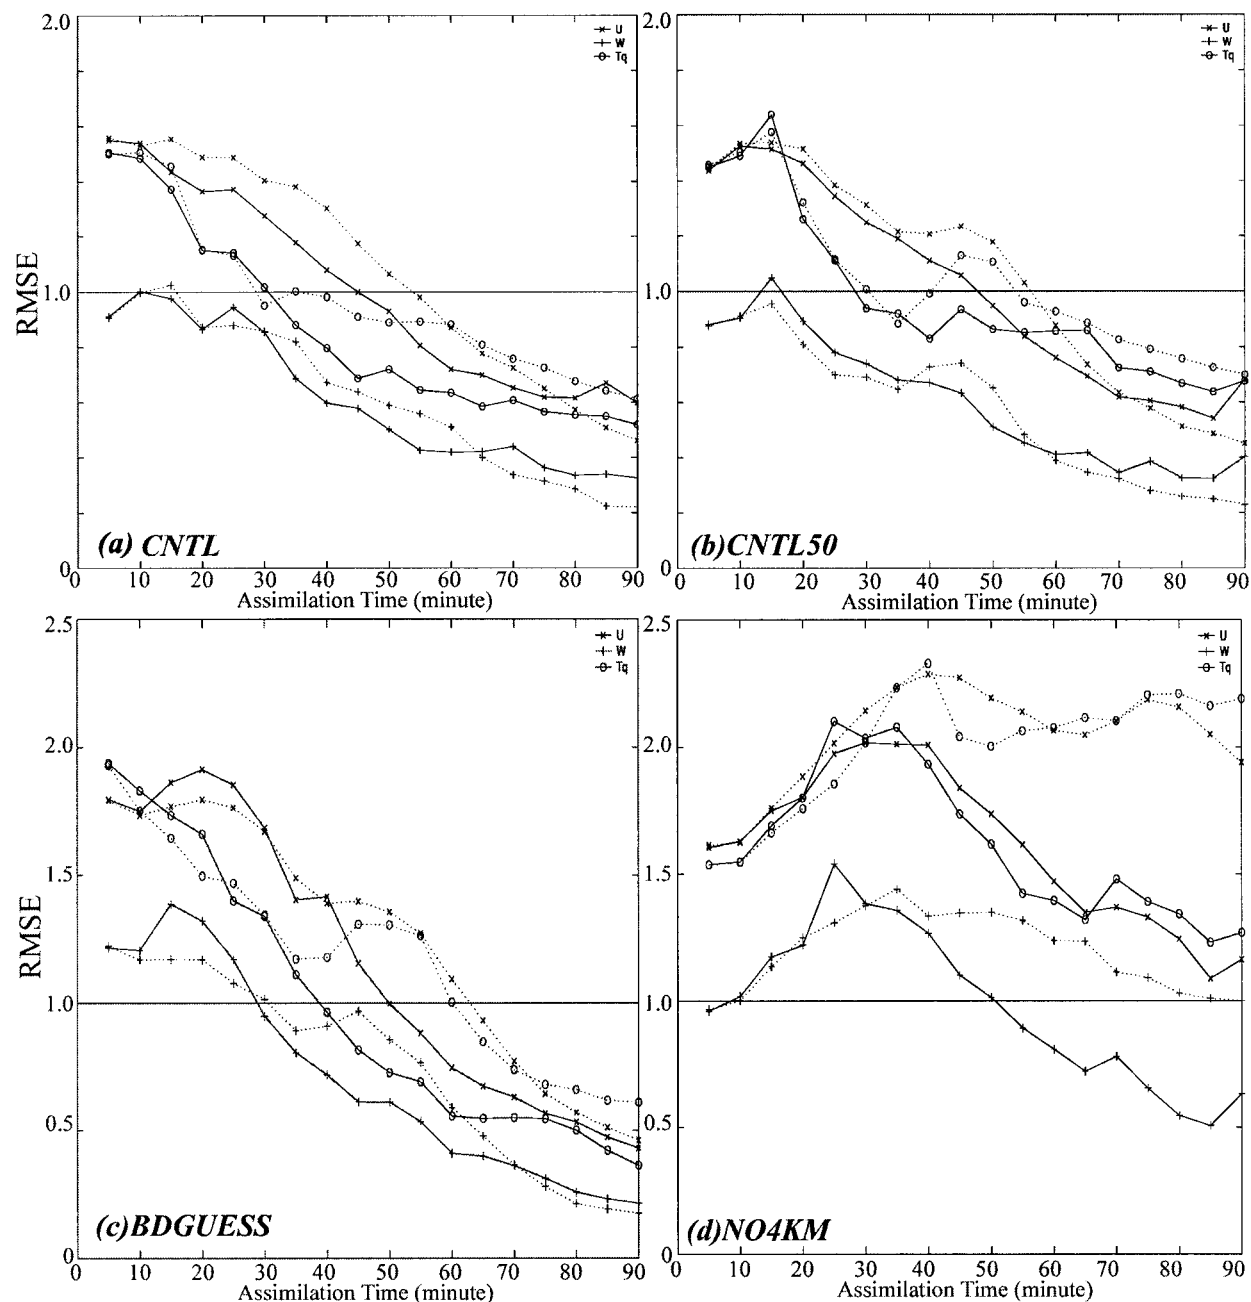 2.0
U
W
Tq
1.0
0
RMSE
(a) CNTL
10 20 30 40 50 60 70 80 90
Assimilation Time (minute)
2.0
U
W
Tq
1.0
0
(b)CNTL50
0 10 20 30 40 50 60 70 80 90
Assimilation Time (minute)
2.5
U
W
Tq
2.0
1.5
1.0
0.5
0
RMSE
(c)BDGUESS
10 20 30 40 50 60 70 80 90
Assimilation Time (minute)
2.5
U
W
Tq
2.0
1.5
1.0
0.5
0
(d)NO4KM
0 10 20 30 40 50 60 70 80 90
Assimilation Time (minute)